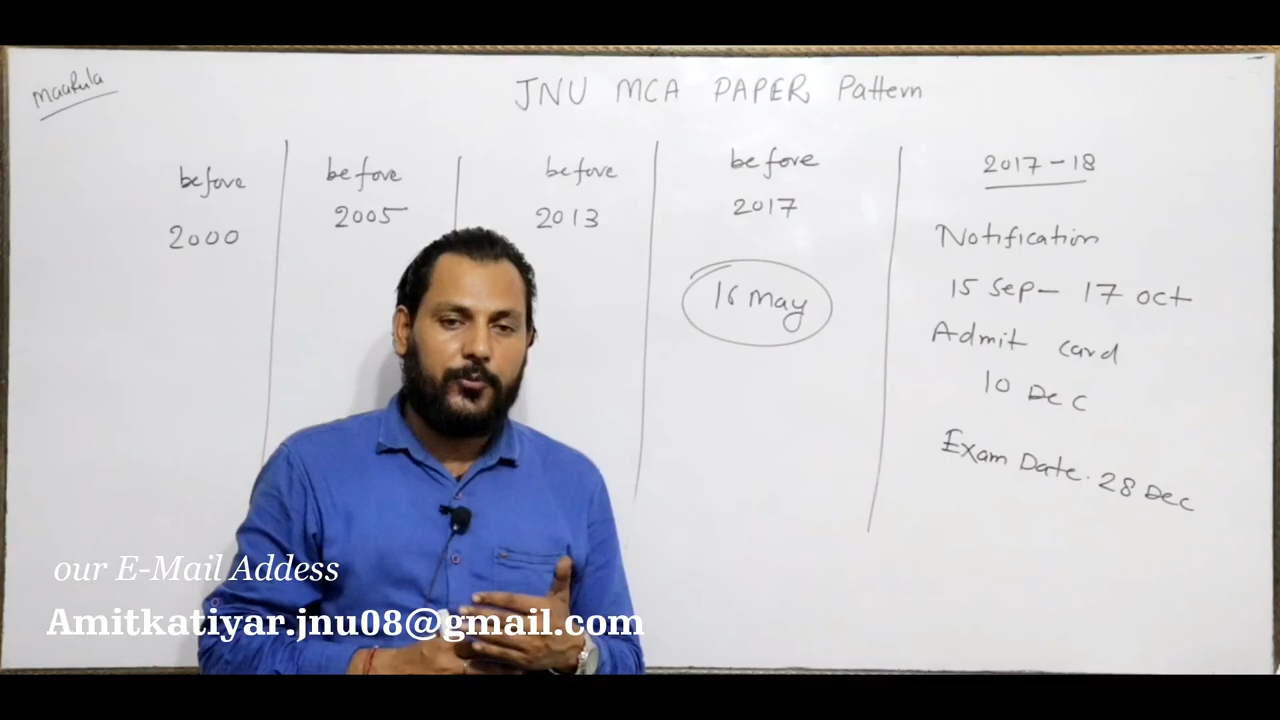 Maarula
JNU MCA PAPER Pattern
before
2000
before
2005
before
2013
before
2017
16 May
2017-18
Notification
15 Sep - 17 oct
Admit card
10 Dec
Exam Date. 28 Dec
our E-Mail Addess
Amitkatiyar.jnu08@gmail.com